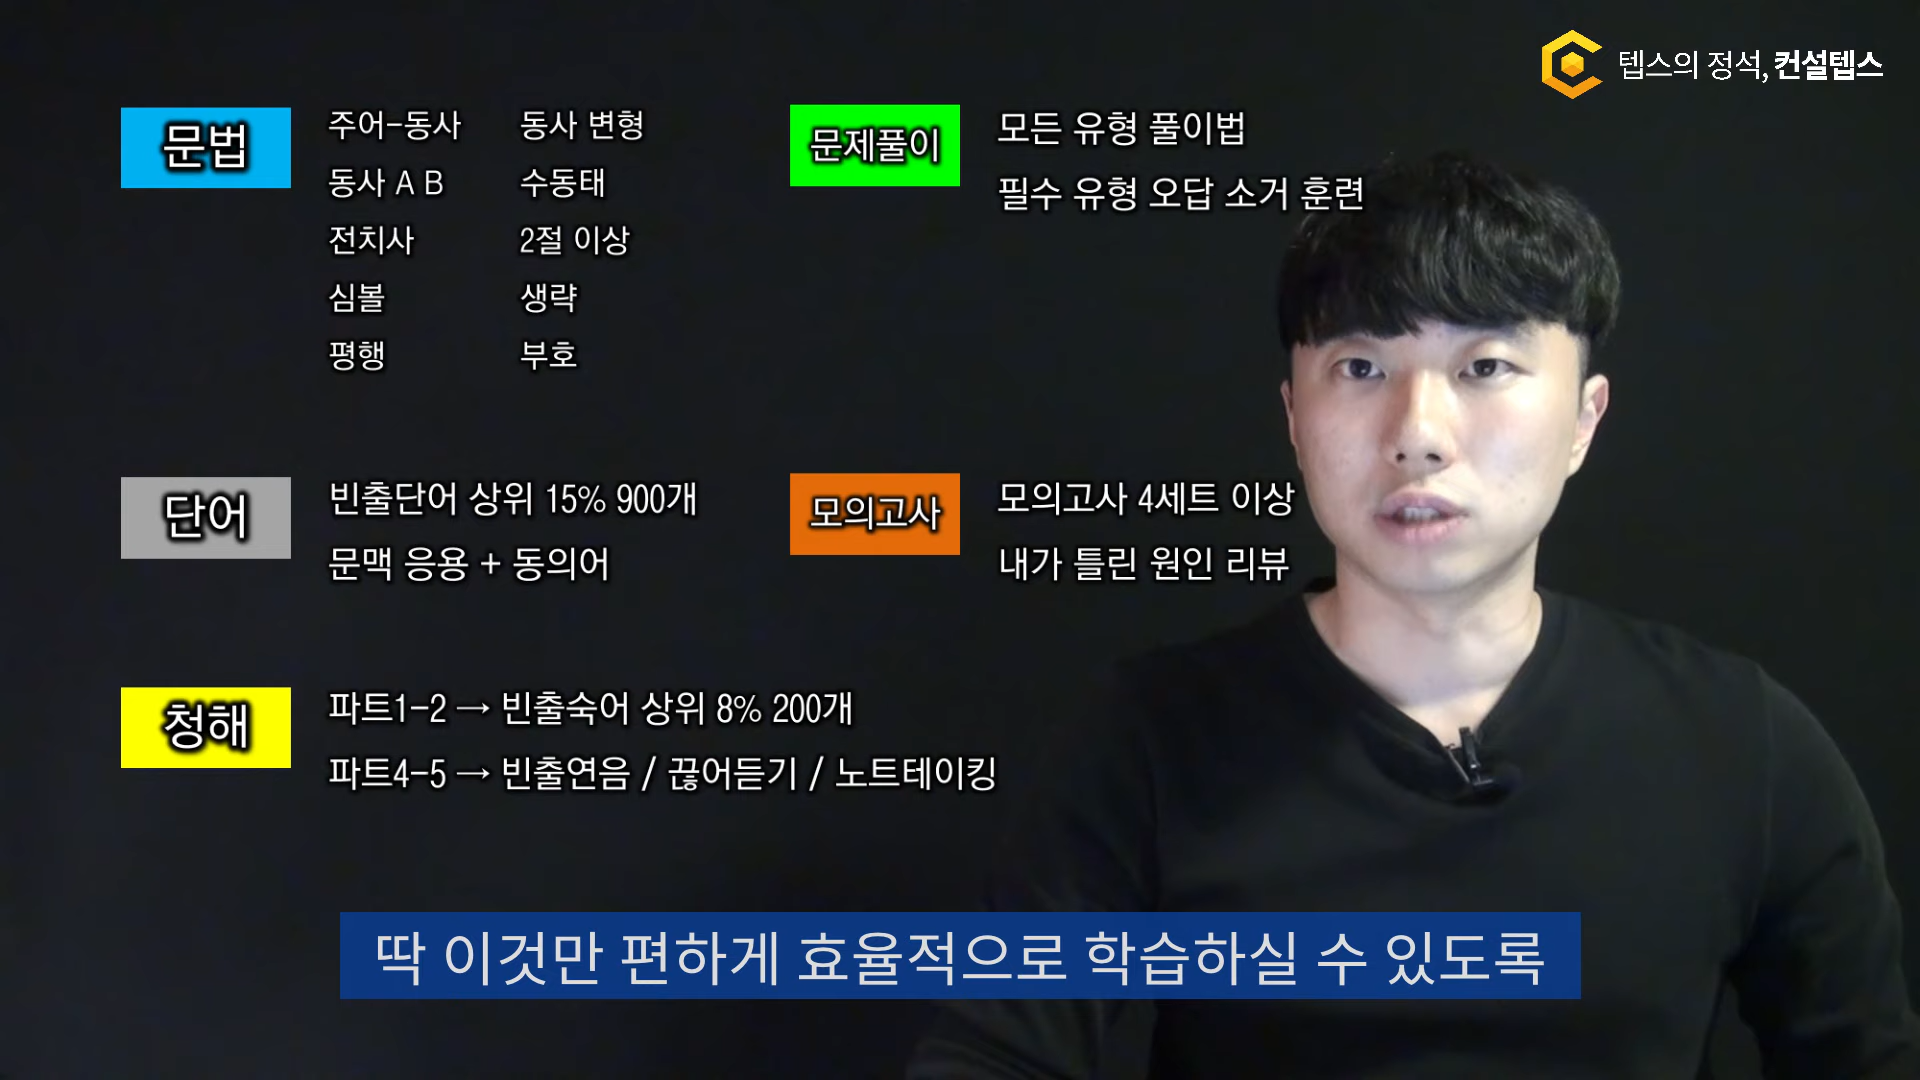 텝스의 정석, 컨설텝스
문법
주어-동사 동사 변형
동사 A B 수동태
전치사 2절 이상
심볼 생략
평행 부호
문제풀이
모든 유형 풀이법
필수 유형 오답 소거 훈련
단어
빈출단어 상위 15% 900개
문맥 응용 + 동의어
모의고사
모의고사 4세트 이상
내가 틀린 원인 리뷰
청해
파트1-2 → 빈출숙어 상위 8% 200개
파트4-5 → 빈출연음 / 끊어듣기 / 노트테이킹
딱 이것만 편하게 효율적으로 학습하실 수 있도록